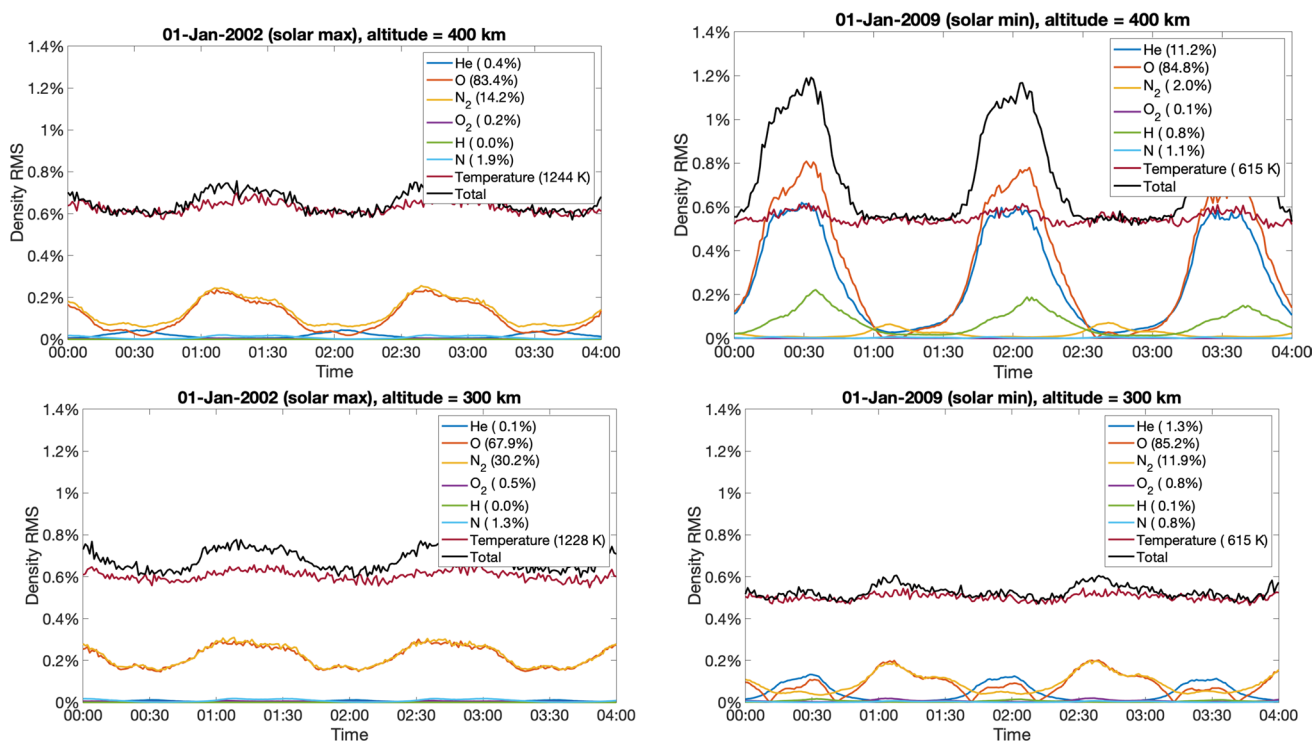 01-Jan-2002 (solar max), altitude = 400 km
1.4%
1.2%
1%
0.8%
0.6%
0.4%
0.2%
0%
Density RMS
He ( 0.4%)
O (83.4%)
N2 (14.2%)
O2 ( 0.2%)
H ( 0.0%)
N ( 1.9%)
Temperature (1244 K)
Total
00:00 00:30 01:00 01:30 02:00 02:30 03:00 03:30 04:00
Time
01-Jan-2009 (solar min), altitude = 400 km
1.4%
1.2%
1%
0.8%
0.6%
0.4%
0.2%
0%
Density RMS
He (11.2%)
O (84.8%)
N2 ( 2.0%)
O2 ( 0.1%)
H ( 0.8%)
N ( 1.1%)
Temperature ( 615 K)
Total
00:00 00:30 01:00 01:30 02:00 02:30 03:00 03:30 04:00
Time
01-Jan-2002 (solar max), altitude = 300 km
1.4%
1.2%
1%
0.8%
0.6%
0.4%
0.2%
0%
Density RMS
He ( 0.1%)
O (67.9%)
N2 (30.2%)
O2 ( 0.5%)
H ( 0.0%)
N ( 1.3%)
Temperature (1228 K)
Total
00:00 00:30 01:00 01:30 02:00 02:30 03:00 03:30 04:00
Time
01-Jan-2009 (solar min), altitude = 300 km
1.4%
1.2%
1%
0.8%
0.6%
0.4%
0.2%
0%
Density RMS
He ( 1.3%)
O (85.2%)
N2 (11.9%)
O2 ( 0.8%)
H ( 0.1%)
N ( 0.8%)
Temperature ( 615 K)
Total
00:00 00:30 01:00 01:30 02:00 02:30 03:00 03:30 04:00
Time